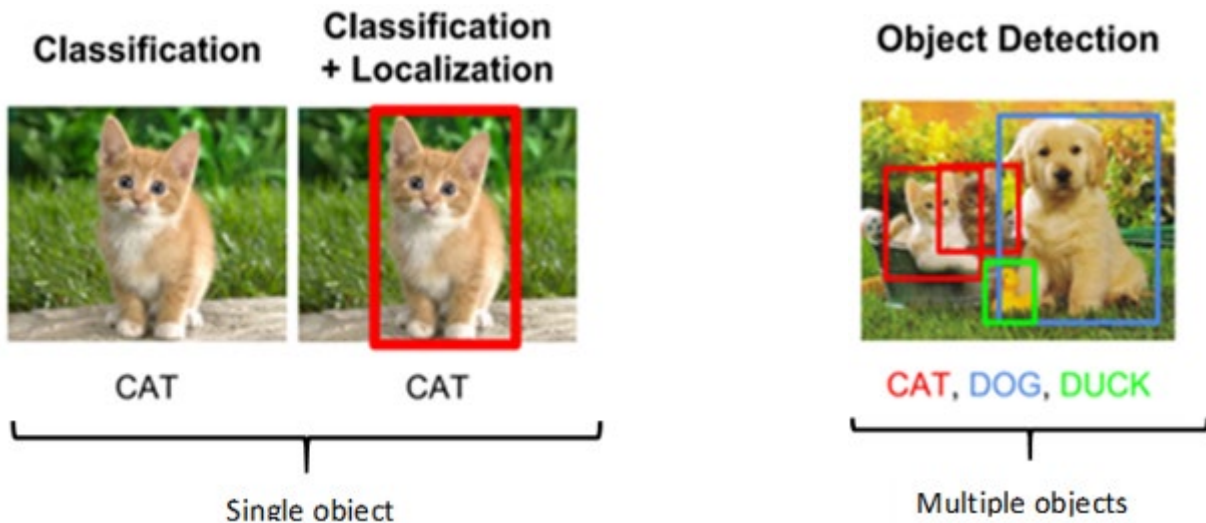 Classification
Classification
+ Localization
Object Detection
CAT
CAT
CAT, DOG, DUCK
Single object
Multiple objects